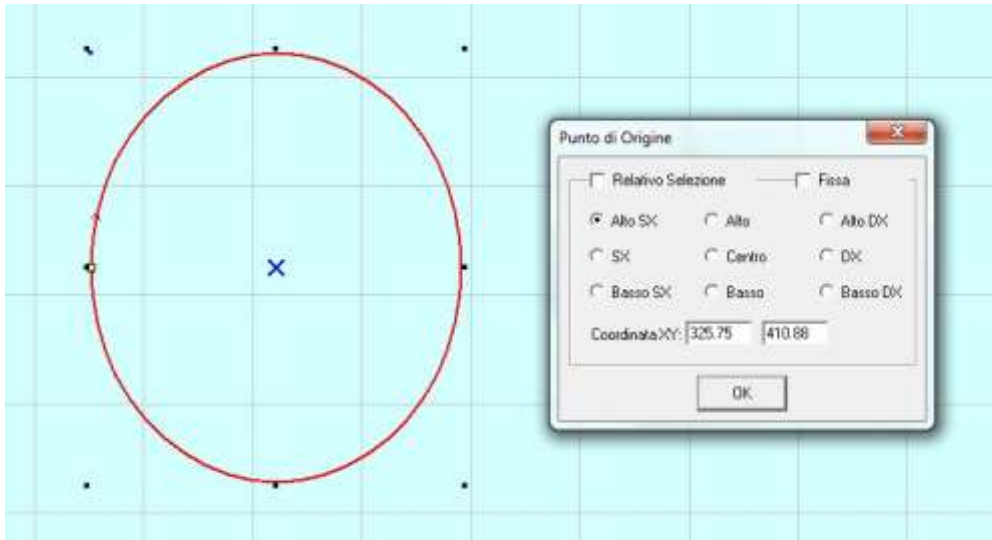 Punto di Origine
Relativo Selezione Fissa
Alto SX Alto Alto DX
SX Centro DX
Basso SX Basso Basso DX
Coordinata XY: 325.75 410.88
OK